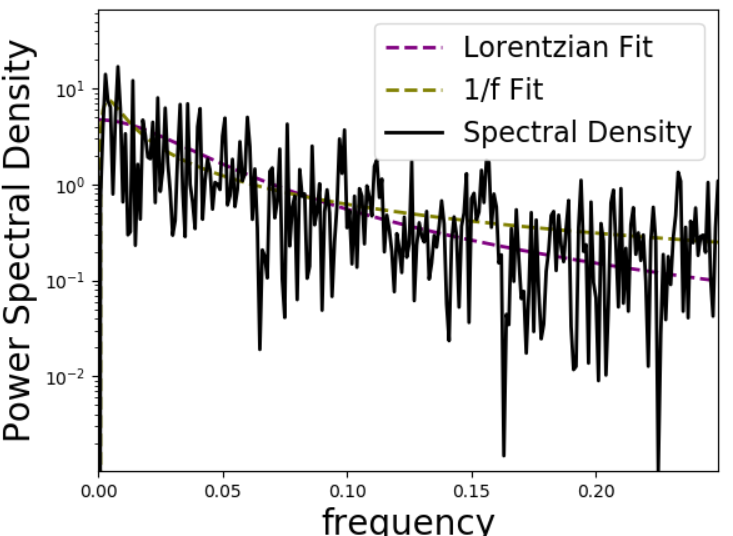 Lorentzian Fit
1/f Fit
Spectral Density
Power Spectral Density
10¹
10⁰
10⁻¹
10⁻²
0.00 0.05 0.10 0.15 0.20
frequency